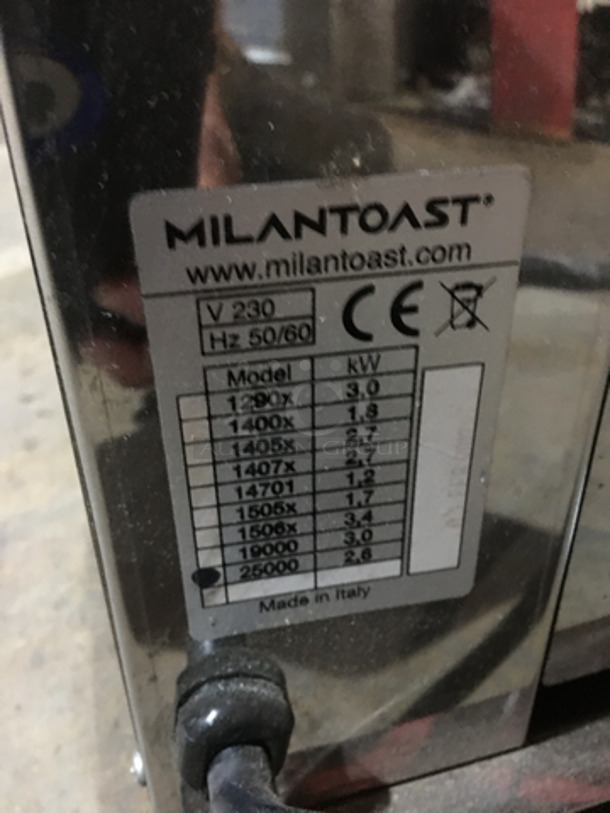 MILANTOAST®
www.milantoast.com
V 230
Hz 50/60
CE
Model kW
1290x 3,0
1400x 1,8
1405x 2,7
1407x 2,7
14701 1,2
1505x 1,7
1506x 3,4
19000 3,0
25000 2,6
Made in Italy